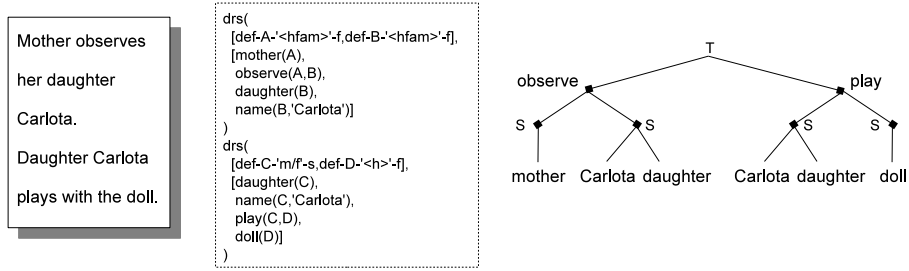 Mother observes
her daughter
Carlota.
Daughter Carlota
plays with the doll.
drs(
[def-A-'<hfam>'-f,def-B-'<hfam>'-f],
[mother(A),
observe(A,B),
daughter(B),
name(B,'Carlota')]
)
drs(
[def-C-'m/f'-s,def-D-'<h>'-f],
[daughter(C),
name(C,'Carlota'),
play(C,D),
doll(D)]
)
T
observe play
S S S S
mother Carlota daughter Carlota daughter doll